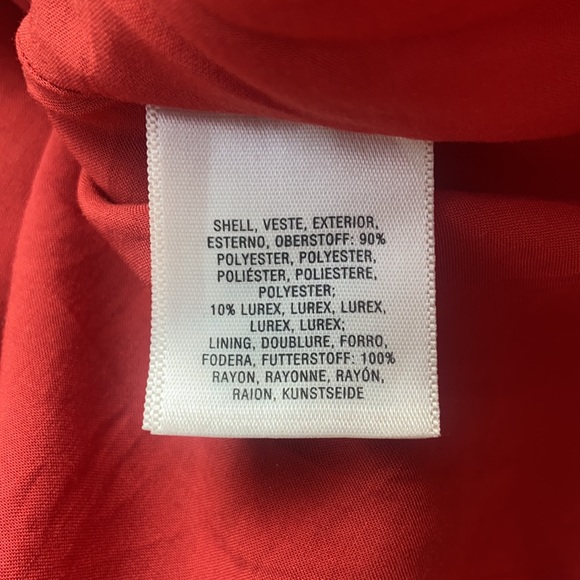 SHELL, VESTE, EXTERIOR,
ESTERNO, OBERSTOFF: 90%
POLYESTER, POLYESTER,
POLIÉSTER, POLIESTERE,
POLYESTER;
10% LUREX, LUREX, LUREX,
LUREX, LUREX;
LINING, DOUBLURE, FORRO,
FODERA, FUTTERSTOFF: 100%
RAYON, RAYONNE, RAYÓN,
RAION, KUNSTSEIDE